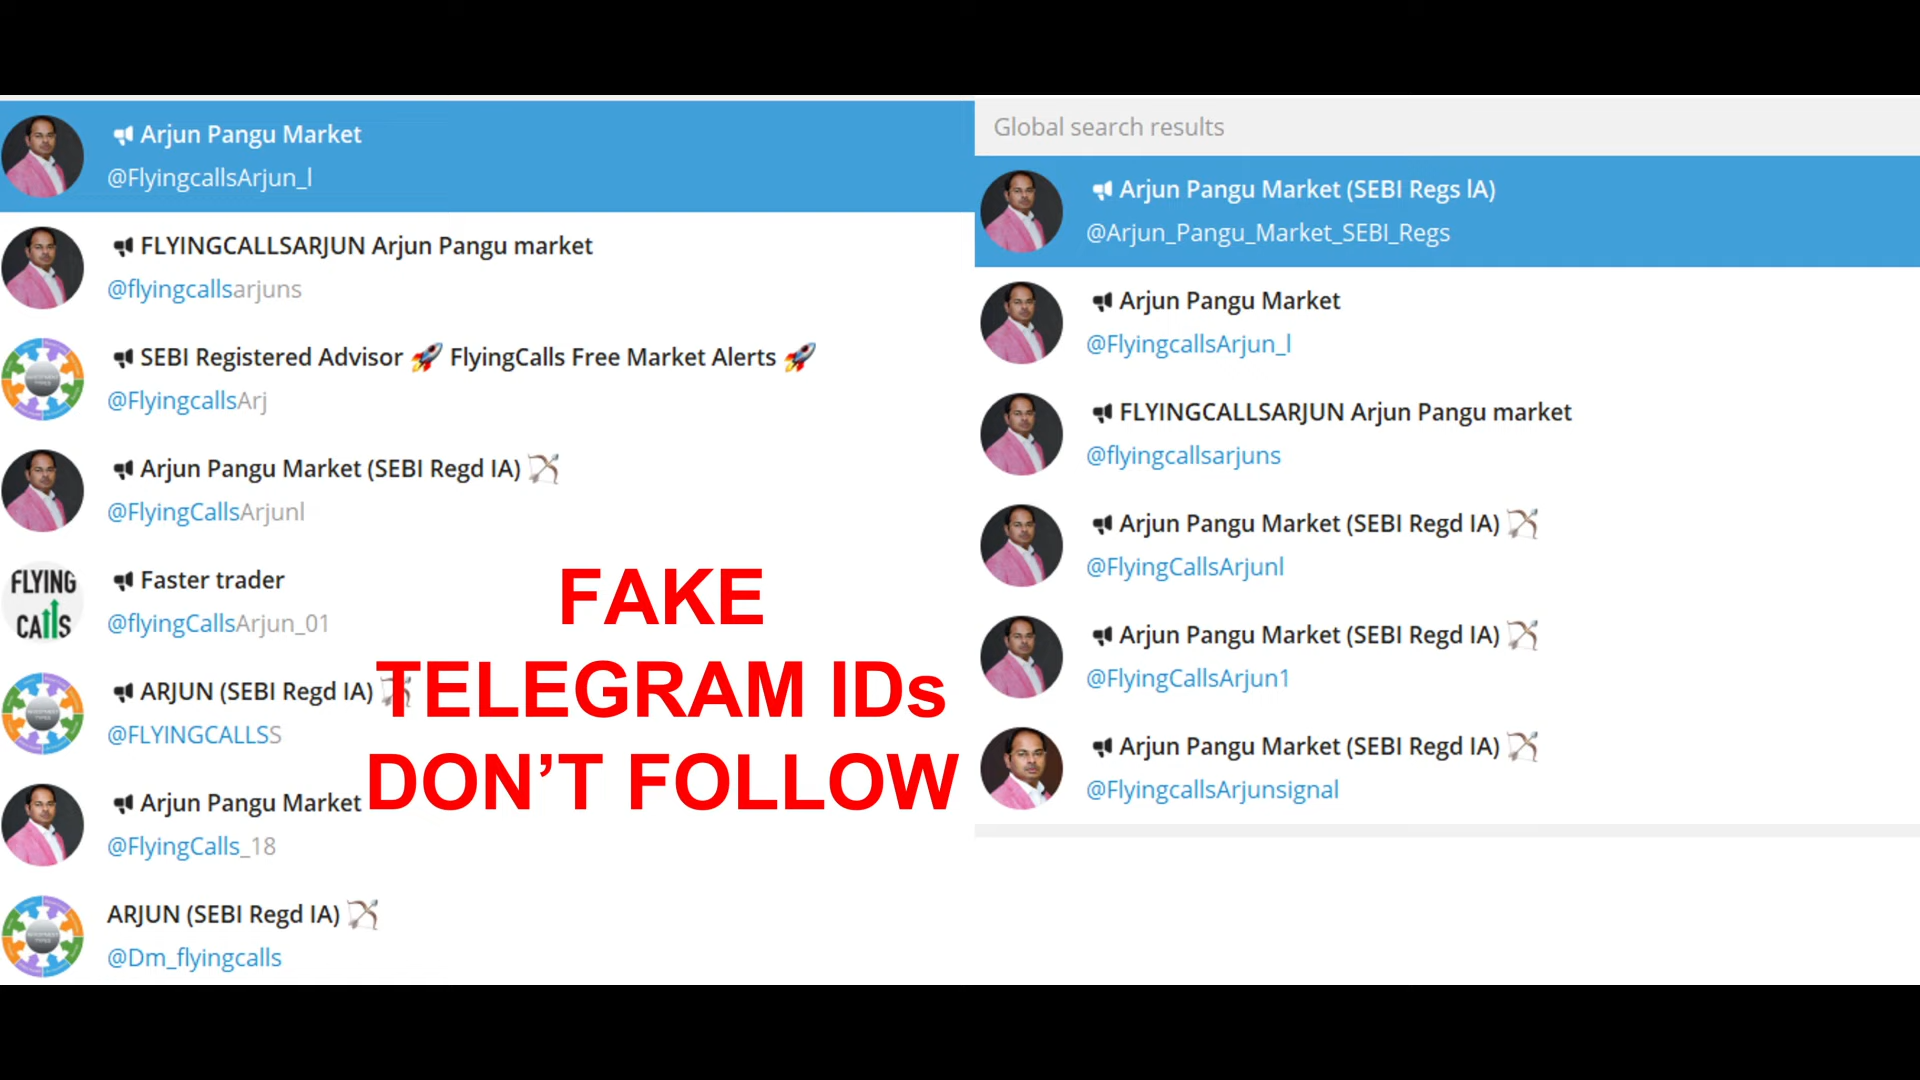 Arjun Pangu Market
@FlyingcallsArjun_l
FLYINGCALLSARJUN Arjun Pangu market
@flyingcallsarjuns
SEBI Registered Advisor 🚀 FlyingCalls Free Market Alerts 🚀
@FlyingcallsArj
Arjun Pangu Market (SEBI Regd IA) 🏹
@FlyingCallsArjunl
FLYING
CALLS
Faster trader
@flyingCallsArjun_01
ARJUN (SEBI Regd IA) 🏹
@FLYINGCALLSS
Arjun Pangu Market
@FlyingCalls_18
ARJUN (SEBI Regd IA) 🏹
@Dm_flyingcalls
FAKE
TELEGRAM IDs
DON’T FOLLOW
Global search results
Arjun Pangu Market (SEBI Regs lA)
@Arjun_Pangu_Market_SEBI_Regs
Arjun Pangu Market
@FlyingcallsArjun_l
FLYINGCALLSARJUN Arjun Pangu market
@flyingcallsarjuns
Arjun Pangu Market (SEBI Regd IA) 🏹
@FlyingCallsArjunl
Arjun Pangu Market (SEBI Regd IA) 🏹
@FlyingCallsArjun1
Arjun Pangu Market (SEBI Regd IA) 🏹
@FlyingcallsArjunsignal